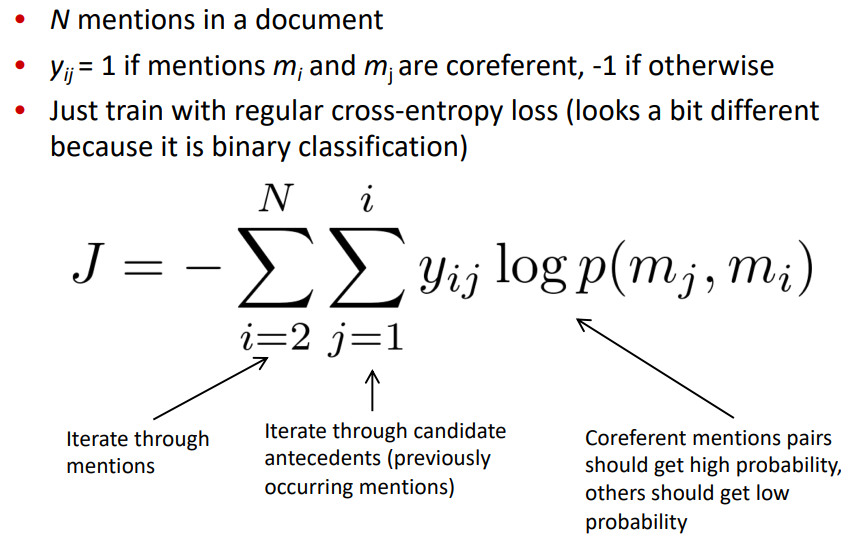 • N mentions in a document
• yij = 1 if mentions mi and mj are coreferent, -1 if otherwise
• Just train with regular cross-entropy loss (looks a bit different
because it is binary classification)
N i
J = − ∑ ∑ yij log p(mj, mi)
i=2 j=1
Iterate through
mentions
Iterate through candidate
antecedents (previously
occurring mentions)
Coreferent mentions pairs
should get high probability,
others should get low
probability